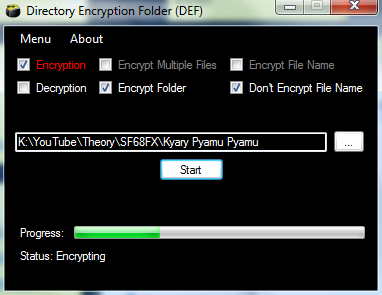 Directory Encryption Folder (DEF)
Menu About
Encryption Encrypt Multiple Files Encrypt File Name
Decryption Encrypt Folder Don't Encrypt File Name
K:\YouTube\Theory\SF68FX\Kyary Pyamu Pyamu
...
Start
Progress:
Status: Encrypting